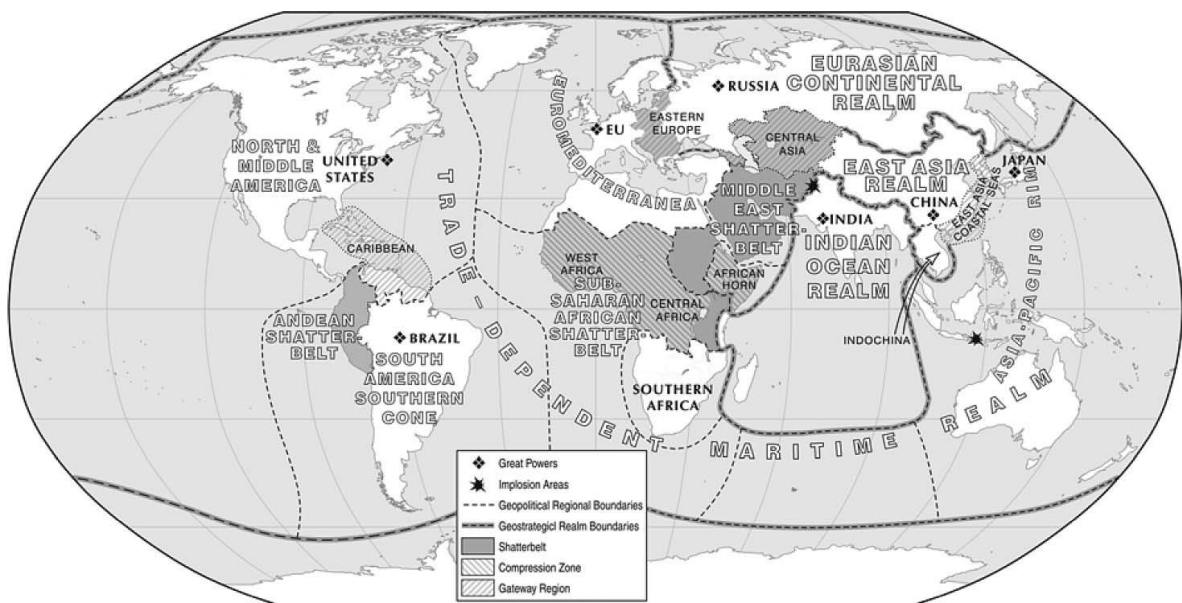 EURASIAN
CONTINENTAL
REALM
RUSSIA
EUROMEDITERRANEA
EU
EASTERN
EUROPE
CENTRAL
ASIA
NORTH &
MIDDLE
AMERICA
UNITED
STATES
EAST ASIA
REALM
JAPAN
CHINA
EAST ASIA
COASTAL SEAS
ASIA-PACIFIC RIM
MIDDLE
EAST
SHATTER-
BELT
INDIA
INDIAN
OCEAN
REALM
CARIBBEAN
WEST
AFRICA
AFRICAN
HORN
SUB-
SAHARAN
AFRICAN
SHATTER-
BELT
CENTRAL
AFRICA
INDOCHINA
ANDEAN
SHATTER-
BELT
BRAZIL
SOUTH
AMERICA
SOUTHERN
CONE
SOUTHERN
AFRICA
TRADE-DEPENDENT MARITIME REALM
Great Powers
Implosion Areas
Geopolitical Regional Boundaries
Geostrategicl Realm Boundaries
Shatterbelt
Compression Zone
Gateway Region